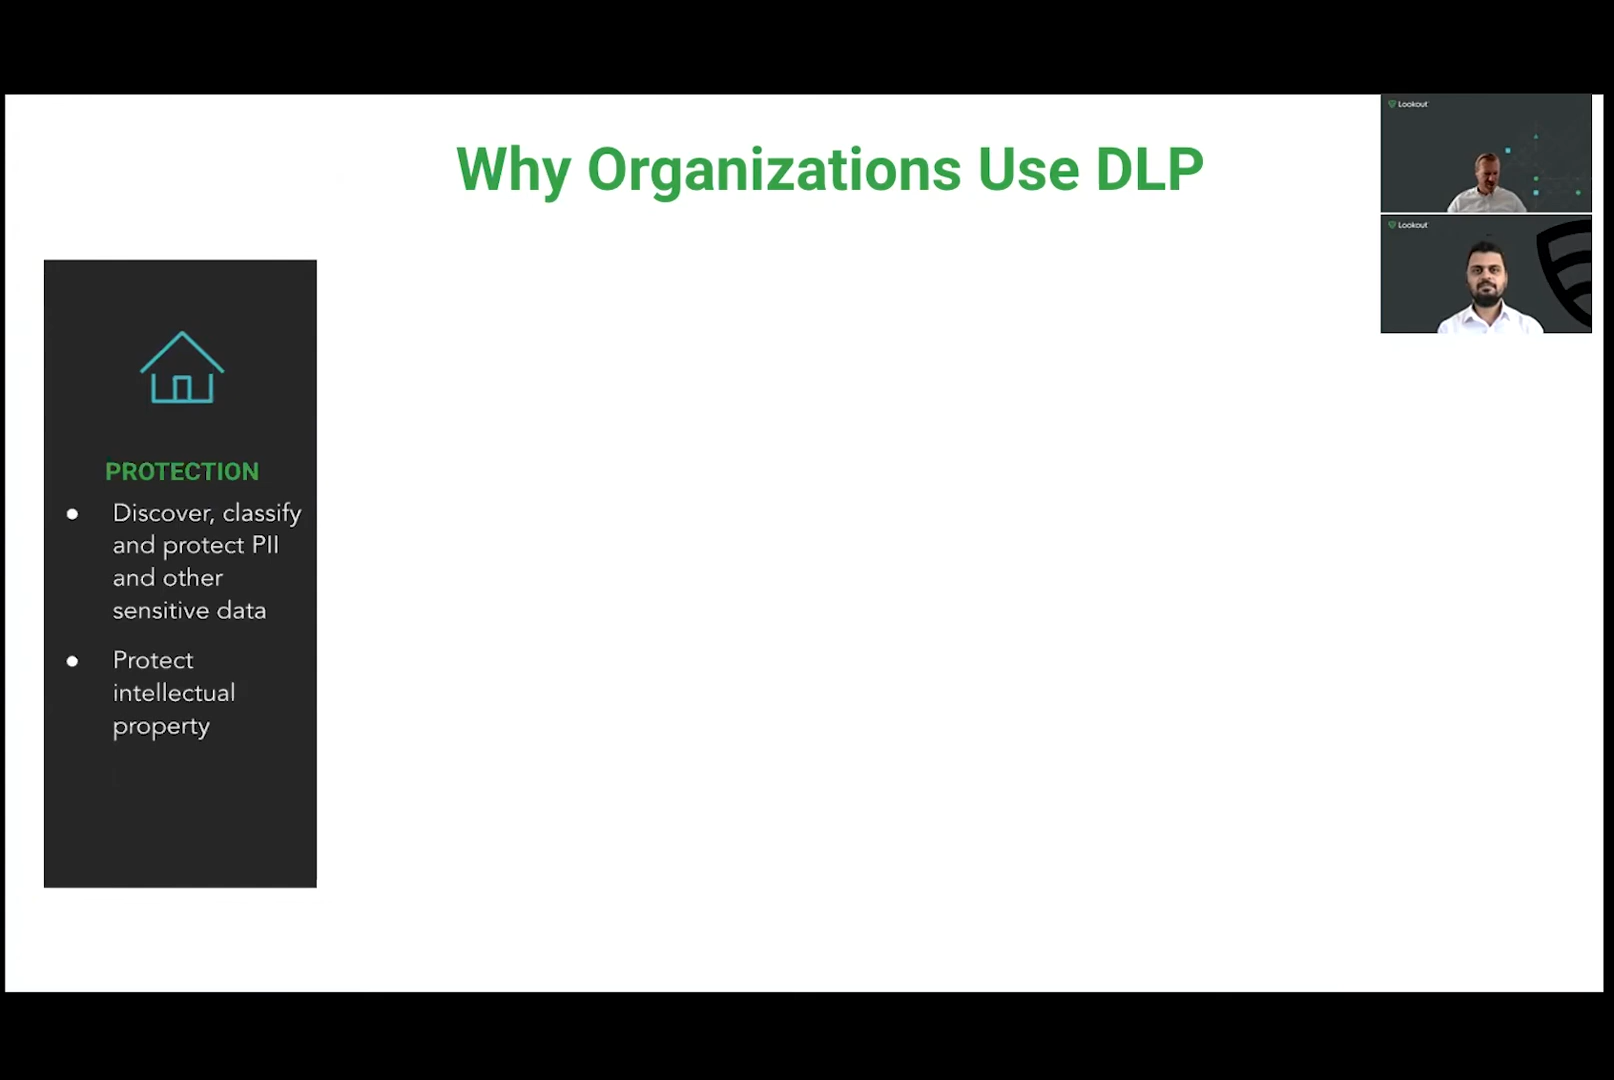 Why Organizations Use DLP
Lookout
Lookout
PROTECTION
● Discover, classify
and protect PII
and other
sensitive data
● Protect
intellectual
property